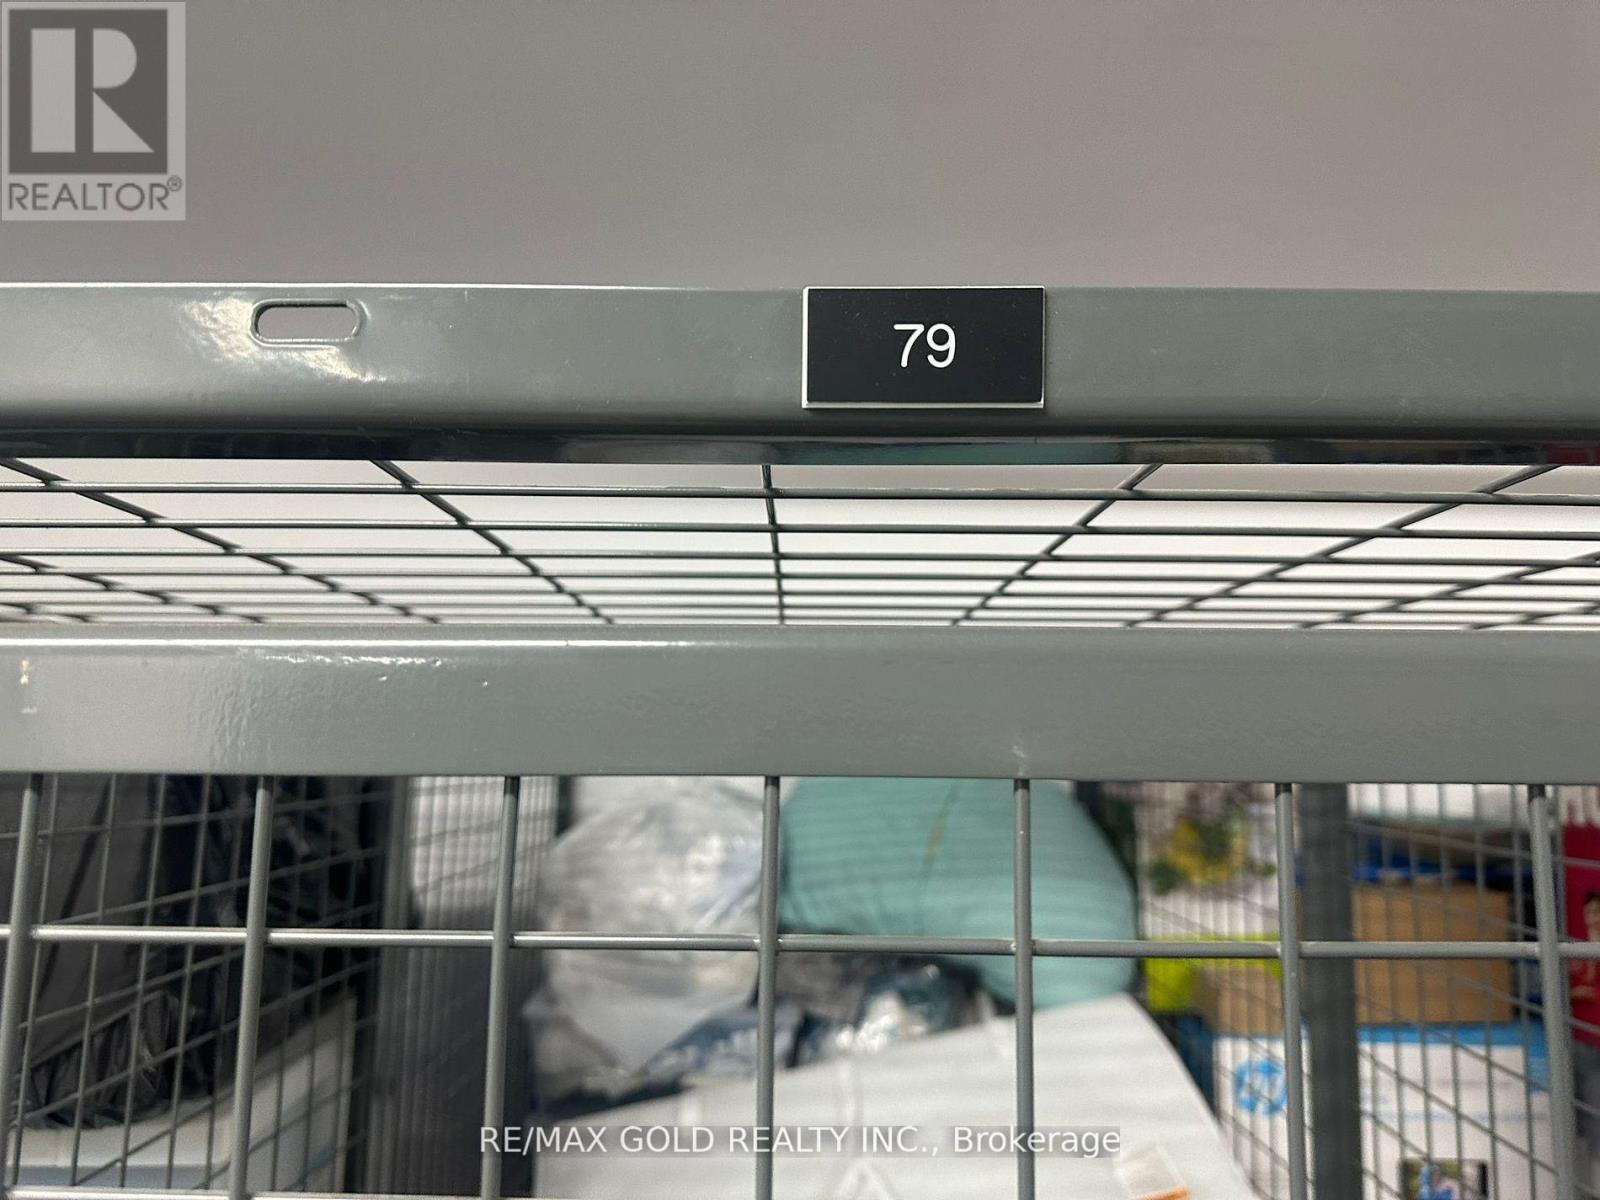 REALTOR®
79
RE/MAX GOLD REALTY INC., Brokerage